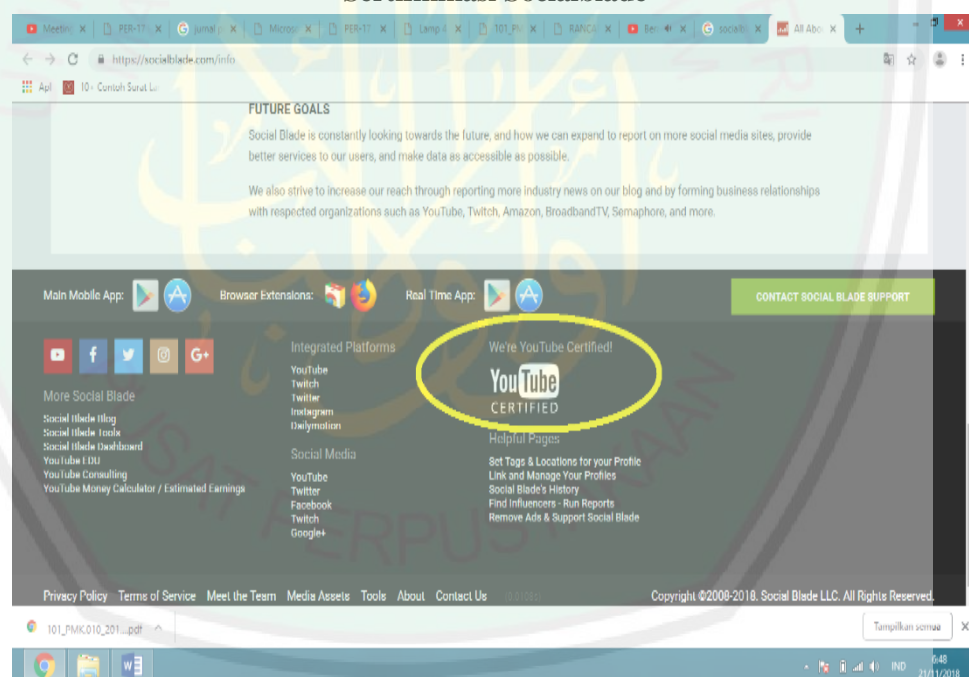 Sertifikasi Socialblade
Meeting
PER-17
jurnal
Micros
PER-17
Lamp
101_PM
RANCA
Ber
socialbl
All Abo
https://socialblade.com/info
Apl
10+ Contoh Surat L
FUTURE GOALS
Social Blade is constantly looking towards the future, and how we can expand to report on more social media sites, provide
better services to our users, and make data as accessible as possible.
We also strive to increase our reach through reporting more industry news on our blog and by forming business relationships
with respected organizations such as YouTube, Twitch, Amazon, BroadbandTV, Semaphore, and more.
Main Mobile App:
Browser Extensions:
Real Time App:
CONTACT SOCIAL BLADE SUPPORT
More Social Blade
Social Blade Blog
Social Blade Tools
Social Blade Dashboard
YouTube EDU
YouTube Consulting
YouTube Money Calculator / Estimated Earnings
Integrated Platforms
YouTube
Twitch
Twitter
Instagram
Dailymotion
Social Media
YouTube
Twitter
Facebook
Twitch
Google+
We're YouTube Certified!
YouTube
CERTIFIED
Helpful Pages
Set Tags & Locations for your Profile
Link and Manage Your Profiles
Social Blade's History
Find Influencers - Run Reports
Remove Ads & Support Social Blade
Privacy Policy Terms of Service Meet the Team Media Assets Tools About Contact Us
Copyright ©2008-2018. Social Blade LLC. All Rights Reserved.
101_PMK.010_201....pdf
Tampilkan semua
IND
6:48
21/11/2018
PUSAT PERPUSTAKAAN